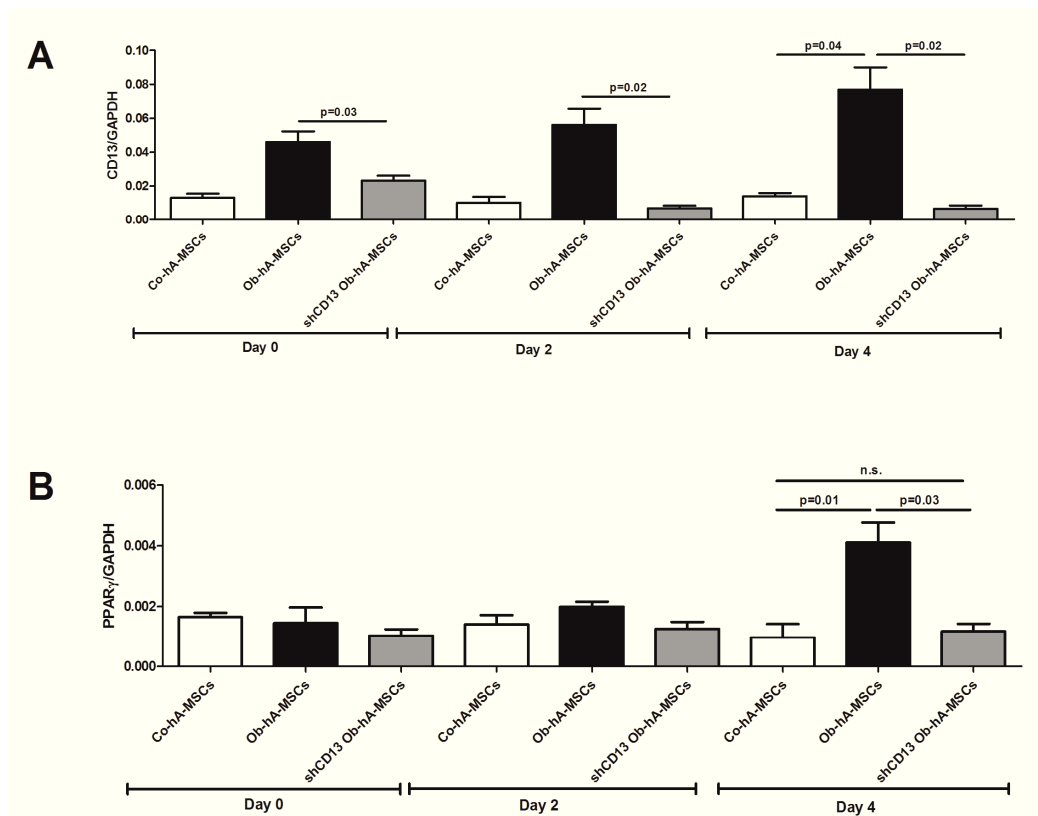 A
p=0.04 p=0.02
p=0.03 p=0.02
CD13/GAPDH
0.10
0.08
0.06
0.04
0.02
0.00
Co-hA-MSCs Ob-hA-MSCs shCD13 Ob-hA-MSCs Co-hA-MSCs Ob-hA-MSCs shCD13 Ob-hA-MSCs Co-hA-MSCs Ob-hA-MSCs shCD13 Ob-hA-MSCs
Day 0 Day 2 Day 4
B
n.s.
p=0.01 p=0.03
PPARγ/GAPDH
0.006
0.004
0.002
0.000
Co-hA-MSCs Ob-hA-MSCs shCD13 Ob-hA-MSCs Co-hA-MSCs Ob-hA-MSCs shCD13 Ob-hA-MSCs Co-hA-MSCs Ob-hA-MSCs shCD13 Ob-hA-MSCs
Day 0 Day 2 Day 4